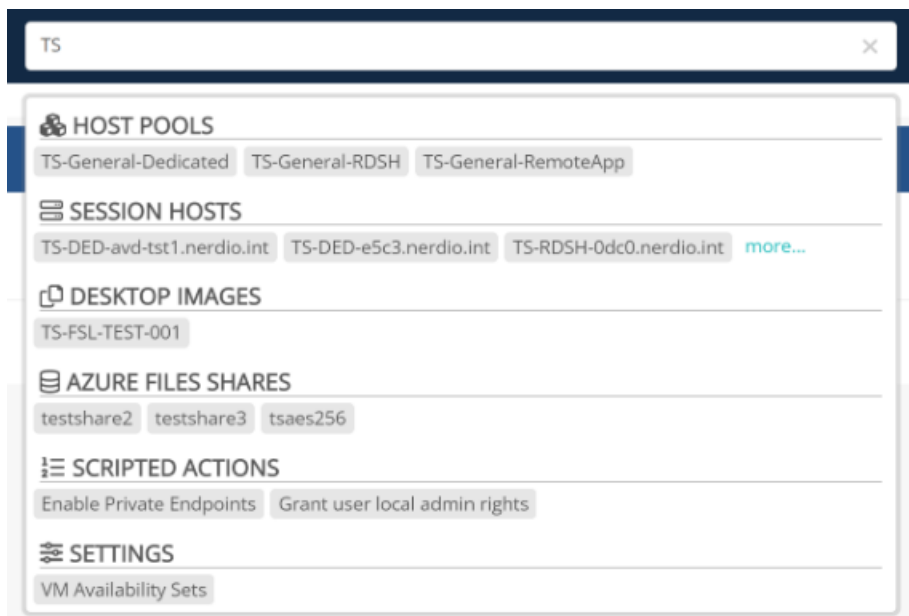 TS
HOST POOLS
TS-General-Dedicated TS-General-RDSH TS-General-RemoteApp
SESSION HOSTS
TS-DED-avd-tst1.nerdio.int TS-DED-e5c3.nerdio.int TS-RDSH-0dc0.nerdio.int more...
DESKTOP IMAGES
TS-FSL-TEST-001
AZURE FILES SHARES
testshare2 testshare3 tsaes256
SCRIPTED ACTIONS
Enable Private Endpoints Grant user local admin rights
SETTINGS
VM Availability Sets